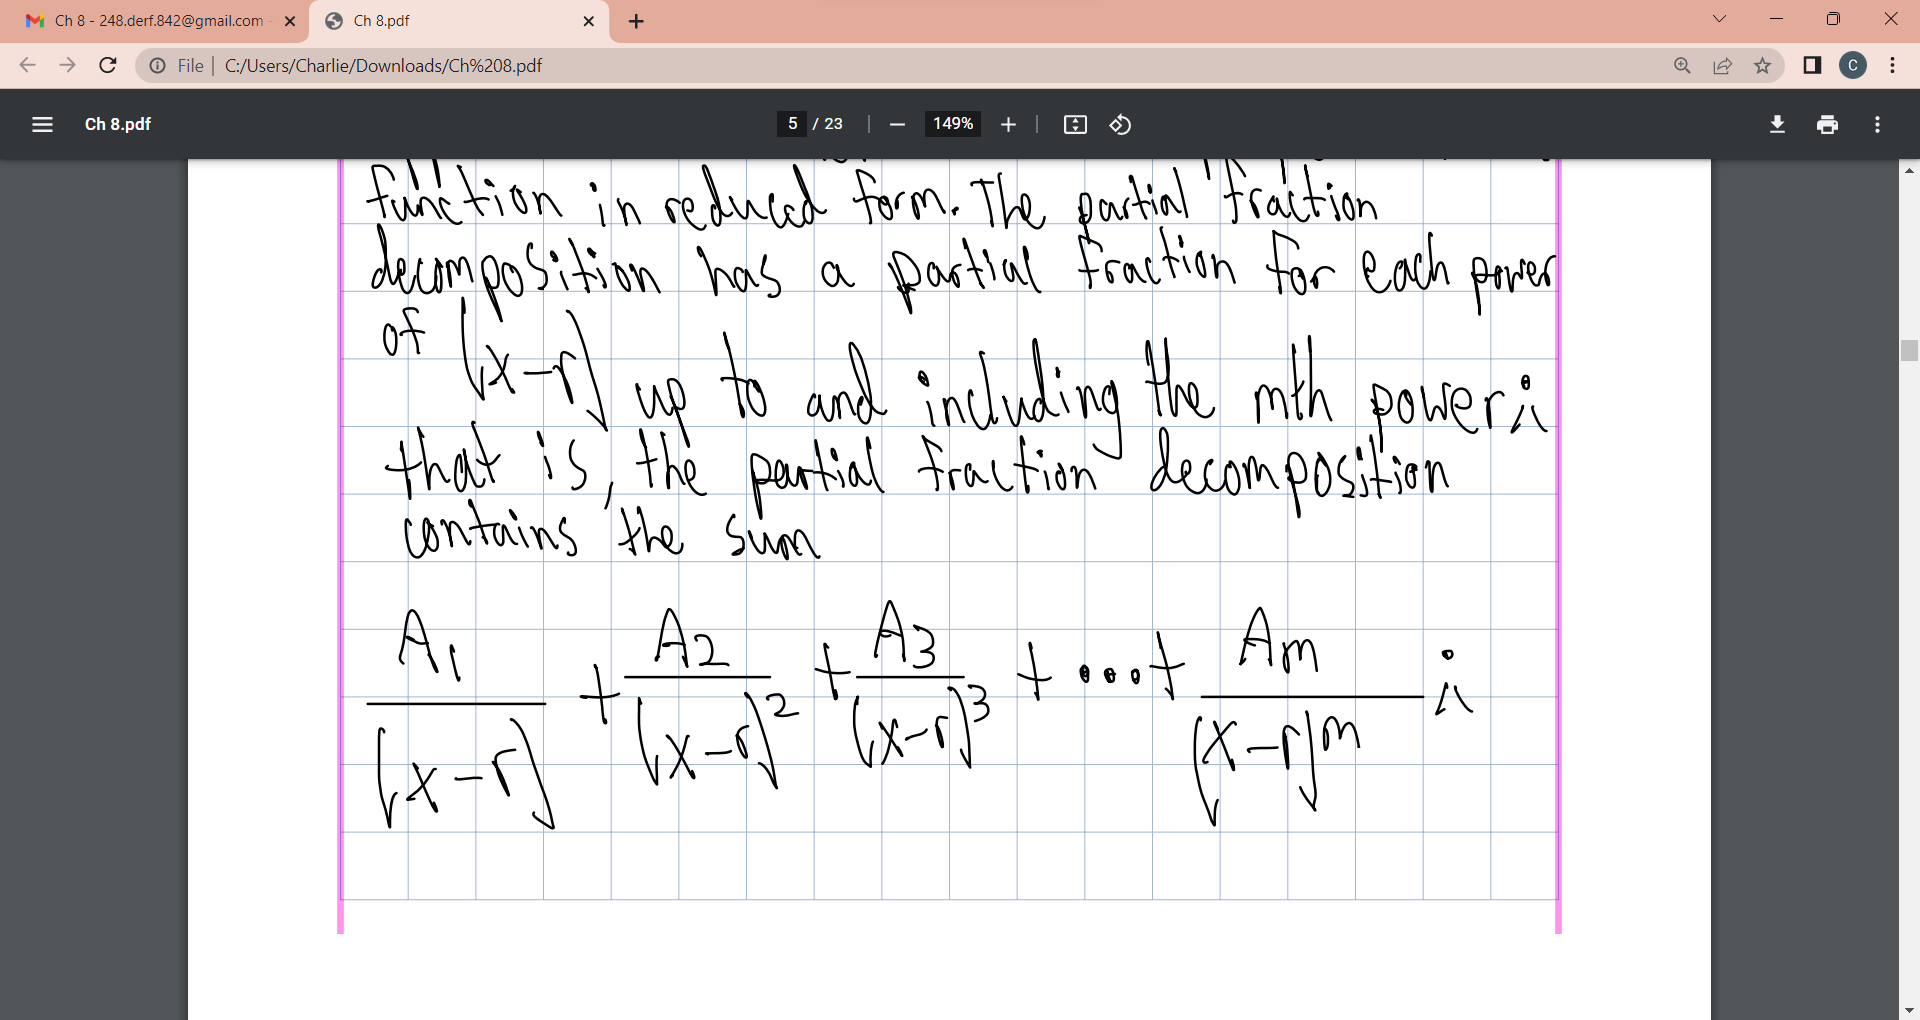 Ch 8 - 248.derf.842@gmail.com -
Ch 8.pdf
File | C:/Users/Charlie/Downloads/Ch%208.pdf
C
Ch 8.pdf
5 / 23
149%
function in reduced form. The partial fraction
decomposition has a partial fraction for each power
of (x-r) up to and including the mth power;
that is, the partial fraction decomposition
contains the sum
A1/(x-r) + A2/(x-r)^2 + A3/(x-r)^3 + ... + Am/(x-r)^m ;